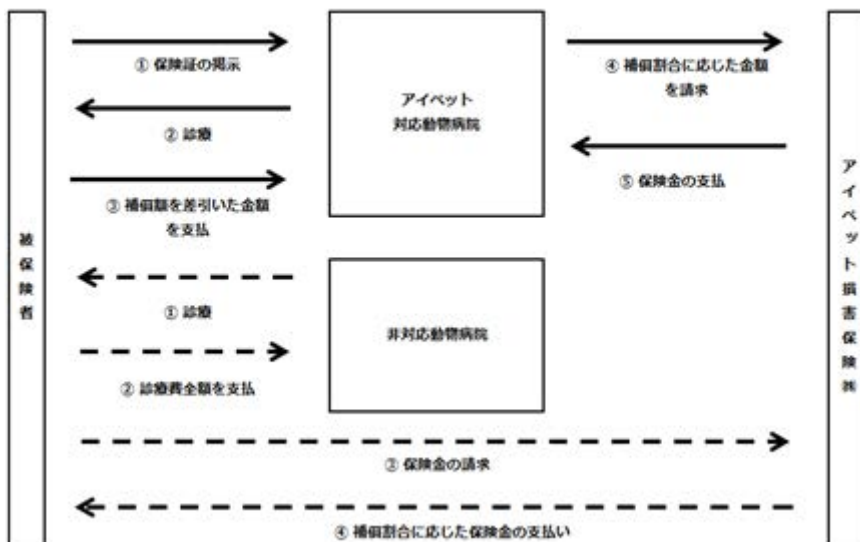 ① 保険証の掲示
② 診療
③ 補償額を差引いた金額
を支払
アイペット
対応動物病院
④ 補償割合に応じた金額
を請求
⑤ 保険金の支払
被保険者
① 診療
② 診療費全額を支払
非対応動物病院
③ 保険金の請求
④ 補償割合に応じた保険金の支払い
アイペット損害保険㈱